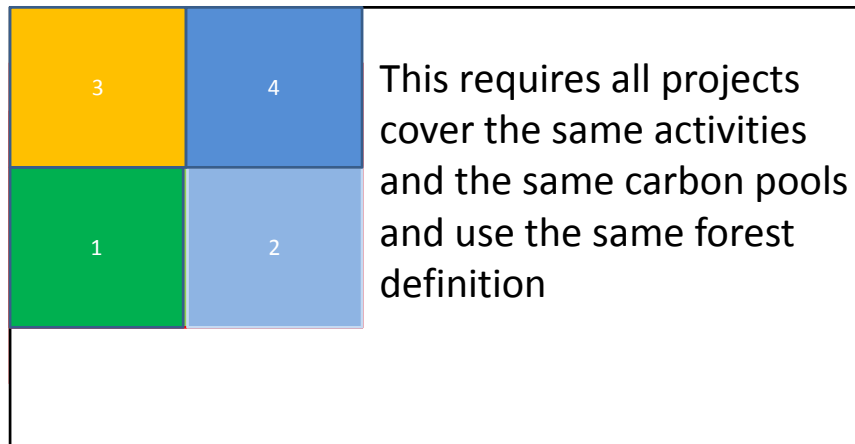 3
4
1
2
This requires all projects
cover the same activities
and the same carbon pools
and use the same forest
definition